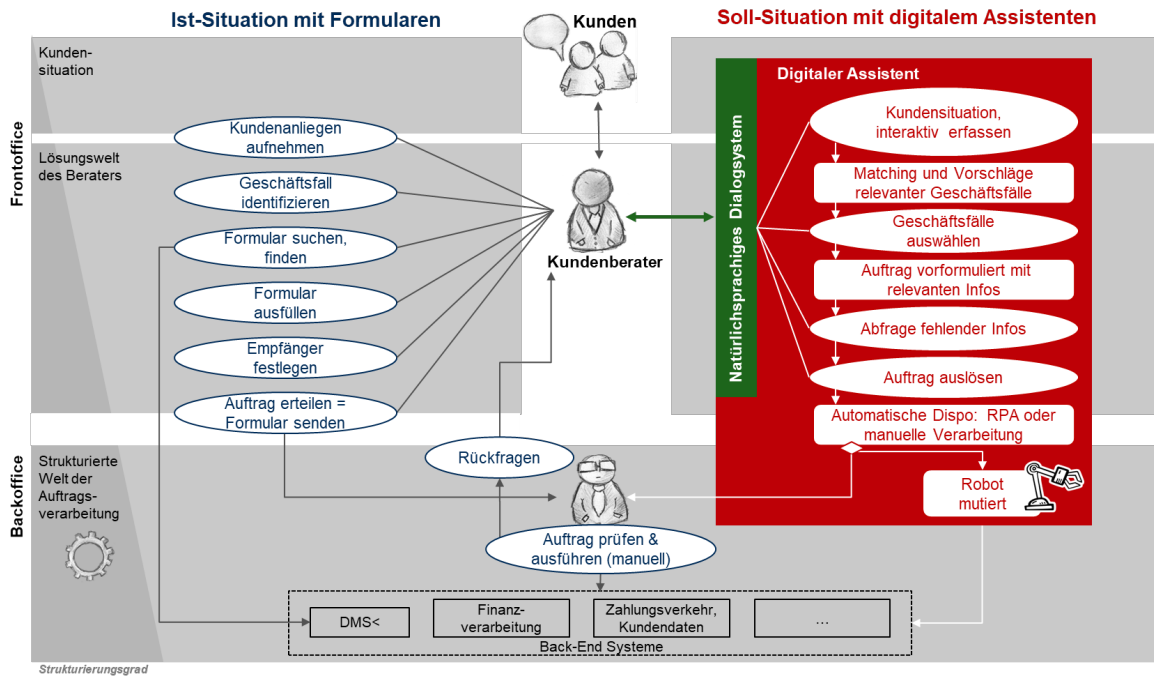 Ist-Situation mit Formularen
Kunden
Soll-Situation mit digitalem Assistenten
Frontoffice
Kunden-
situation
Kundenanliegen
aufnehmen
Lösungswelt
des Beraters
Geschäftsfall
identifizieren
Formular suchen,
finden
Formular
ausfüllen
Empfänger
festlegen
Auftrag erteilen =
Formular senden
Kundenberater
Natürlichsprachiges Dialogsystem
Digitaler Assistent
Kundensituation,
interaktiv erfassen
Matching und Vorschläge
relevanter Geschäftsfälle
Geschäftsfälle
auswählen
Auftrag vorformuliert mit
relevanten Infos
Abfrage fehlender Infos
Auftrag auslösen
Automatische Dispo: RPA oder
manuelle Verarbeitung
Robot
mutiert
Backoffice
Strukturierte
Welt der
Auftrags-
verarbeitung
Rückfragen
Auftrag prüfen &
ausführen (manuell)
DMS<
Finanz-
verarbeitung
Zahlungsverkehr,
Kundendaten
…
Back-End Systeme
Strukturierungsgrad